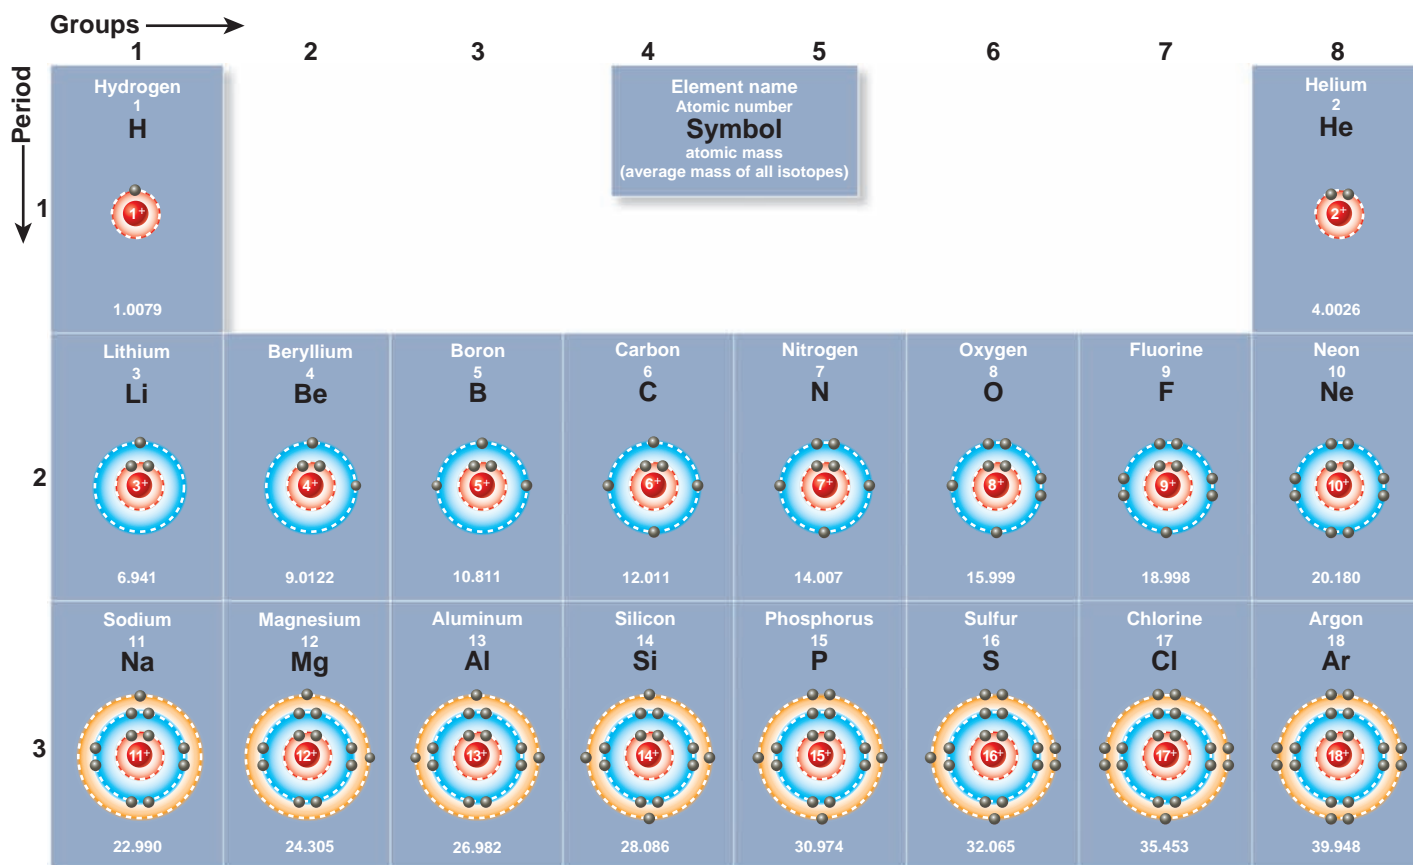 Groups
1 2 3 4 5 6 7 8
Period
Hydrogen
1
H
1+
1.0079
Element name
Atomic number
Symbol
atomic mass
(average mass of all isotopes)
Helium
2
He
2+
4.0026
1
Lithium
3
Li
3+
6.941
Beryllium
4
Be
4+
9.0122
Boron
5
B
5+
10.811
Carbon
6
C
6+
12.011
Nitrogen
7
N
7+
14.007
Oxygen
8
O
8+
15.999
Fluorine
9
F
9+
18.998
Neon
10
Ne
10+
20.180
2
Sodium
11
Na
11+
22.990
Magnesium
12
Mg
12+
24.305
Aluminum
13
Al
13+
26.982
Silicon
14
Si
14+
28.086
Phosphorus
15
P
15+
30.974
Sulfur
16
S
16+
32.065
Chlorine
17
Cl
17+
35.453
Argon
18
Ar
18+
39.948
3